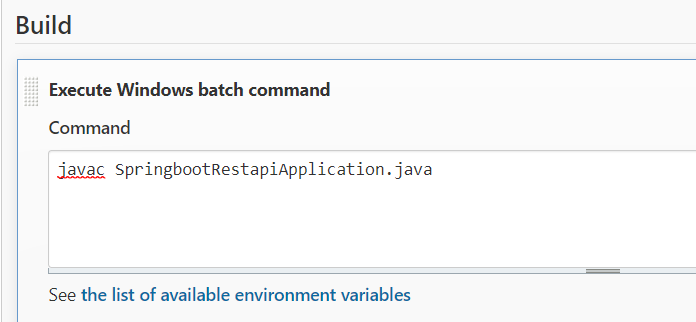 Build
Execute Windows batch command
Command
javac SpringbootRestapiApplication.java
See the list of available environment variables